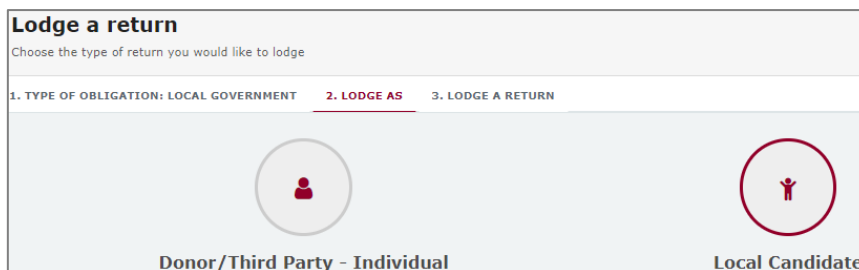 Lodge a return
Choose the type of return you would like to lodge
1. TYPE OF OBLIGATION: LOCAL GOVERNMENT 2. LODGE AS 3. LODGE A RETURN
Donor/Third Party - Individual Local Candidate